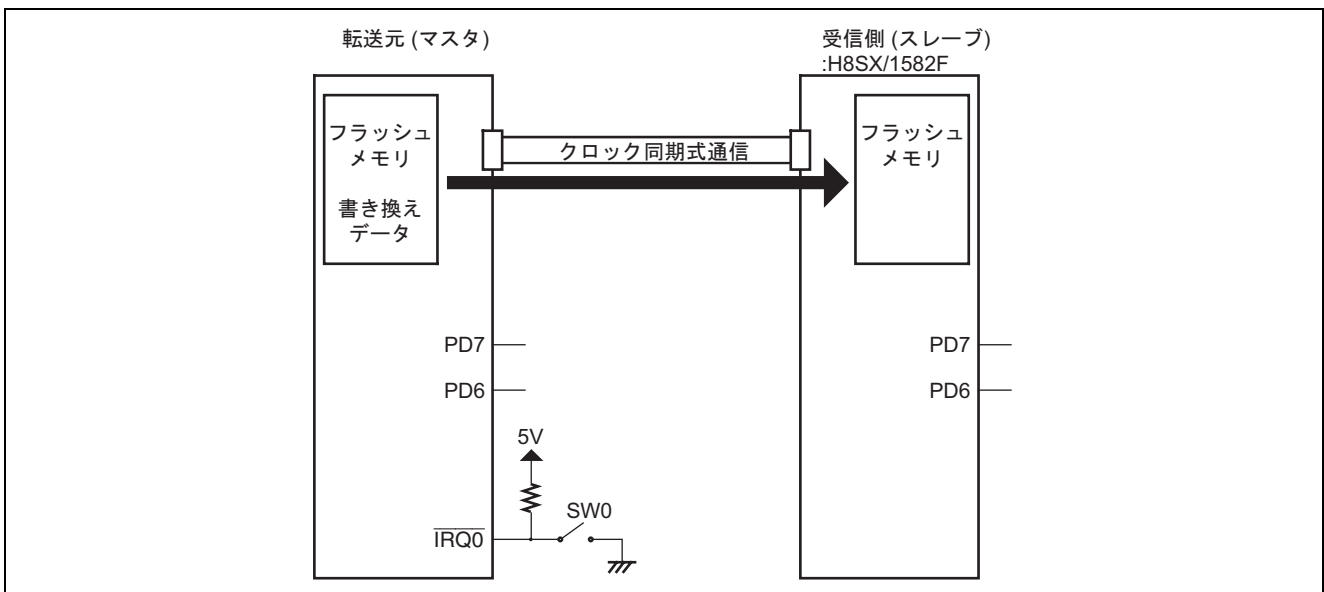 転送元 (マスタ)
受信側 (スレーブ)
:H8SX/1582F
フラッシュ
メモリ
書き換え
データ
クロック同期式通信
フラッシュ
メモリ
PD7
PD6
PD7
PD6
5V
SW0
IRQ0